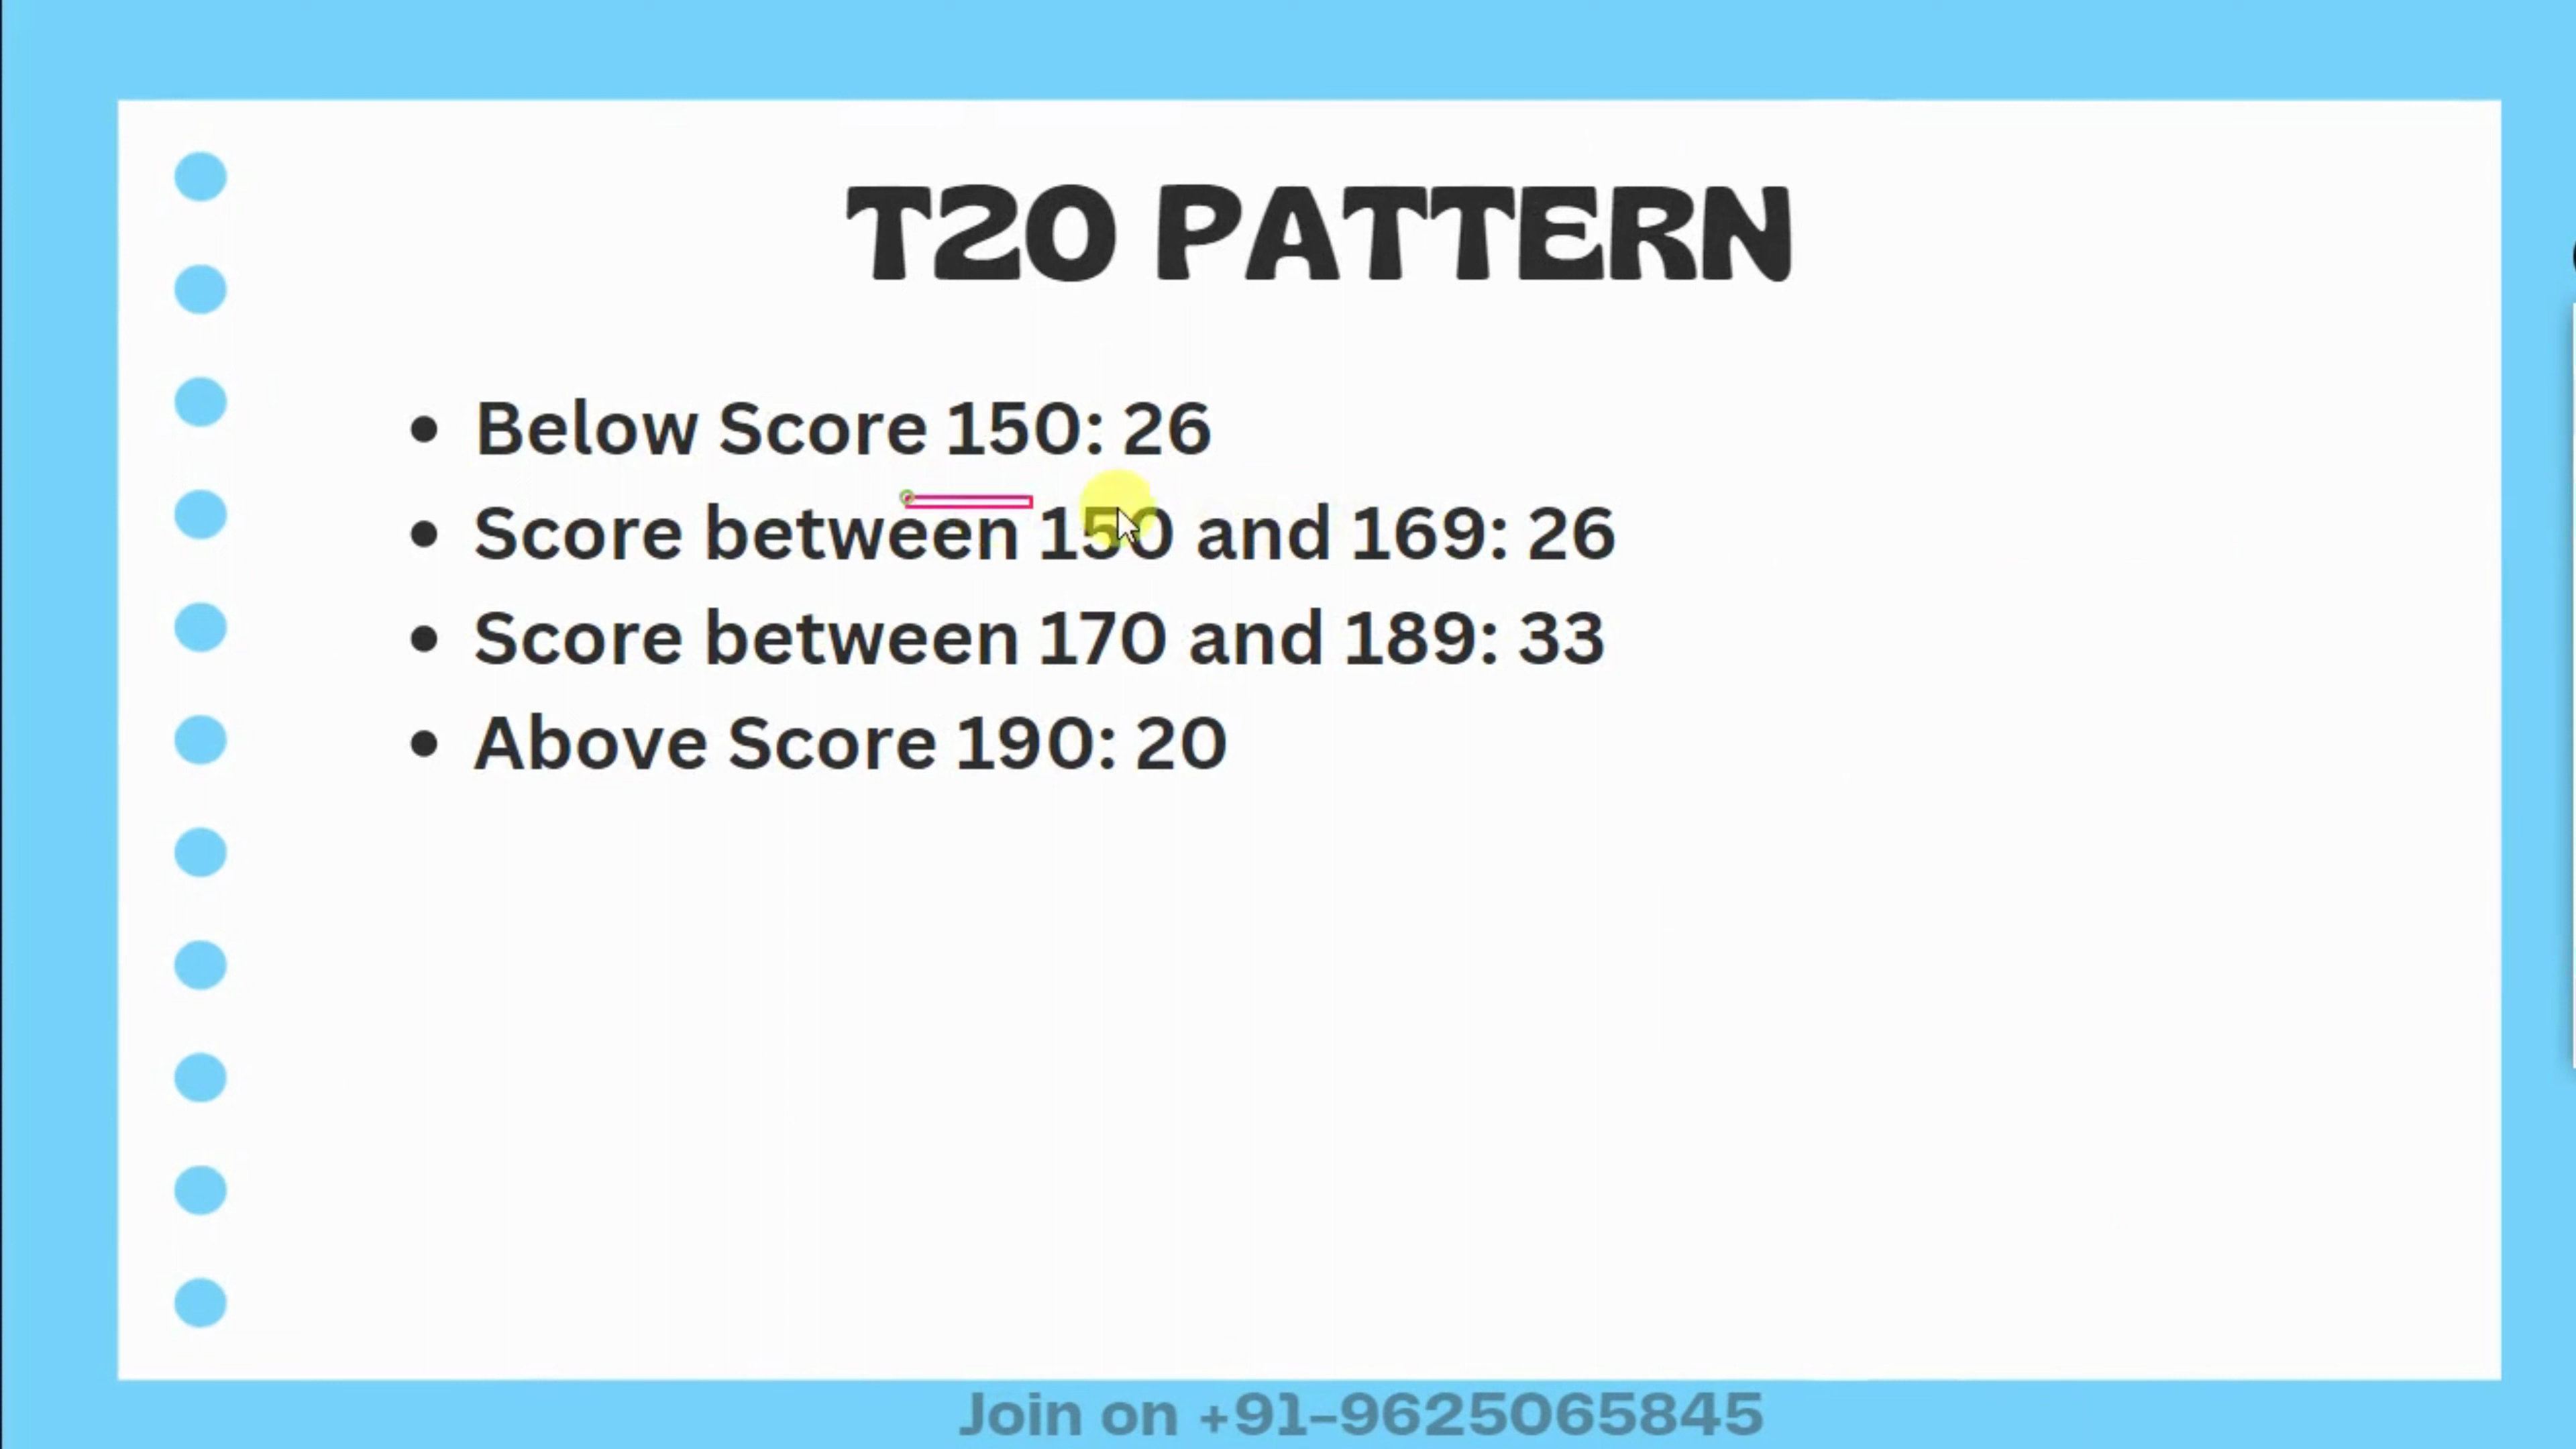 T20 PATTERN
• Below Score 150: 26
• Score between 150 and 169: 26
• Score between 170 and 189: 33
• Above Score 190: 20
Join on +91-9625065845